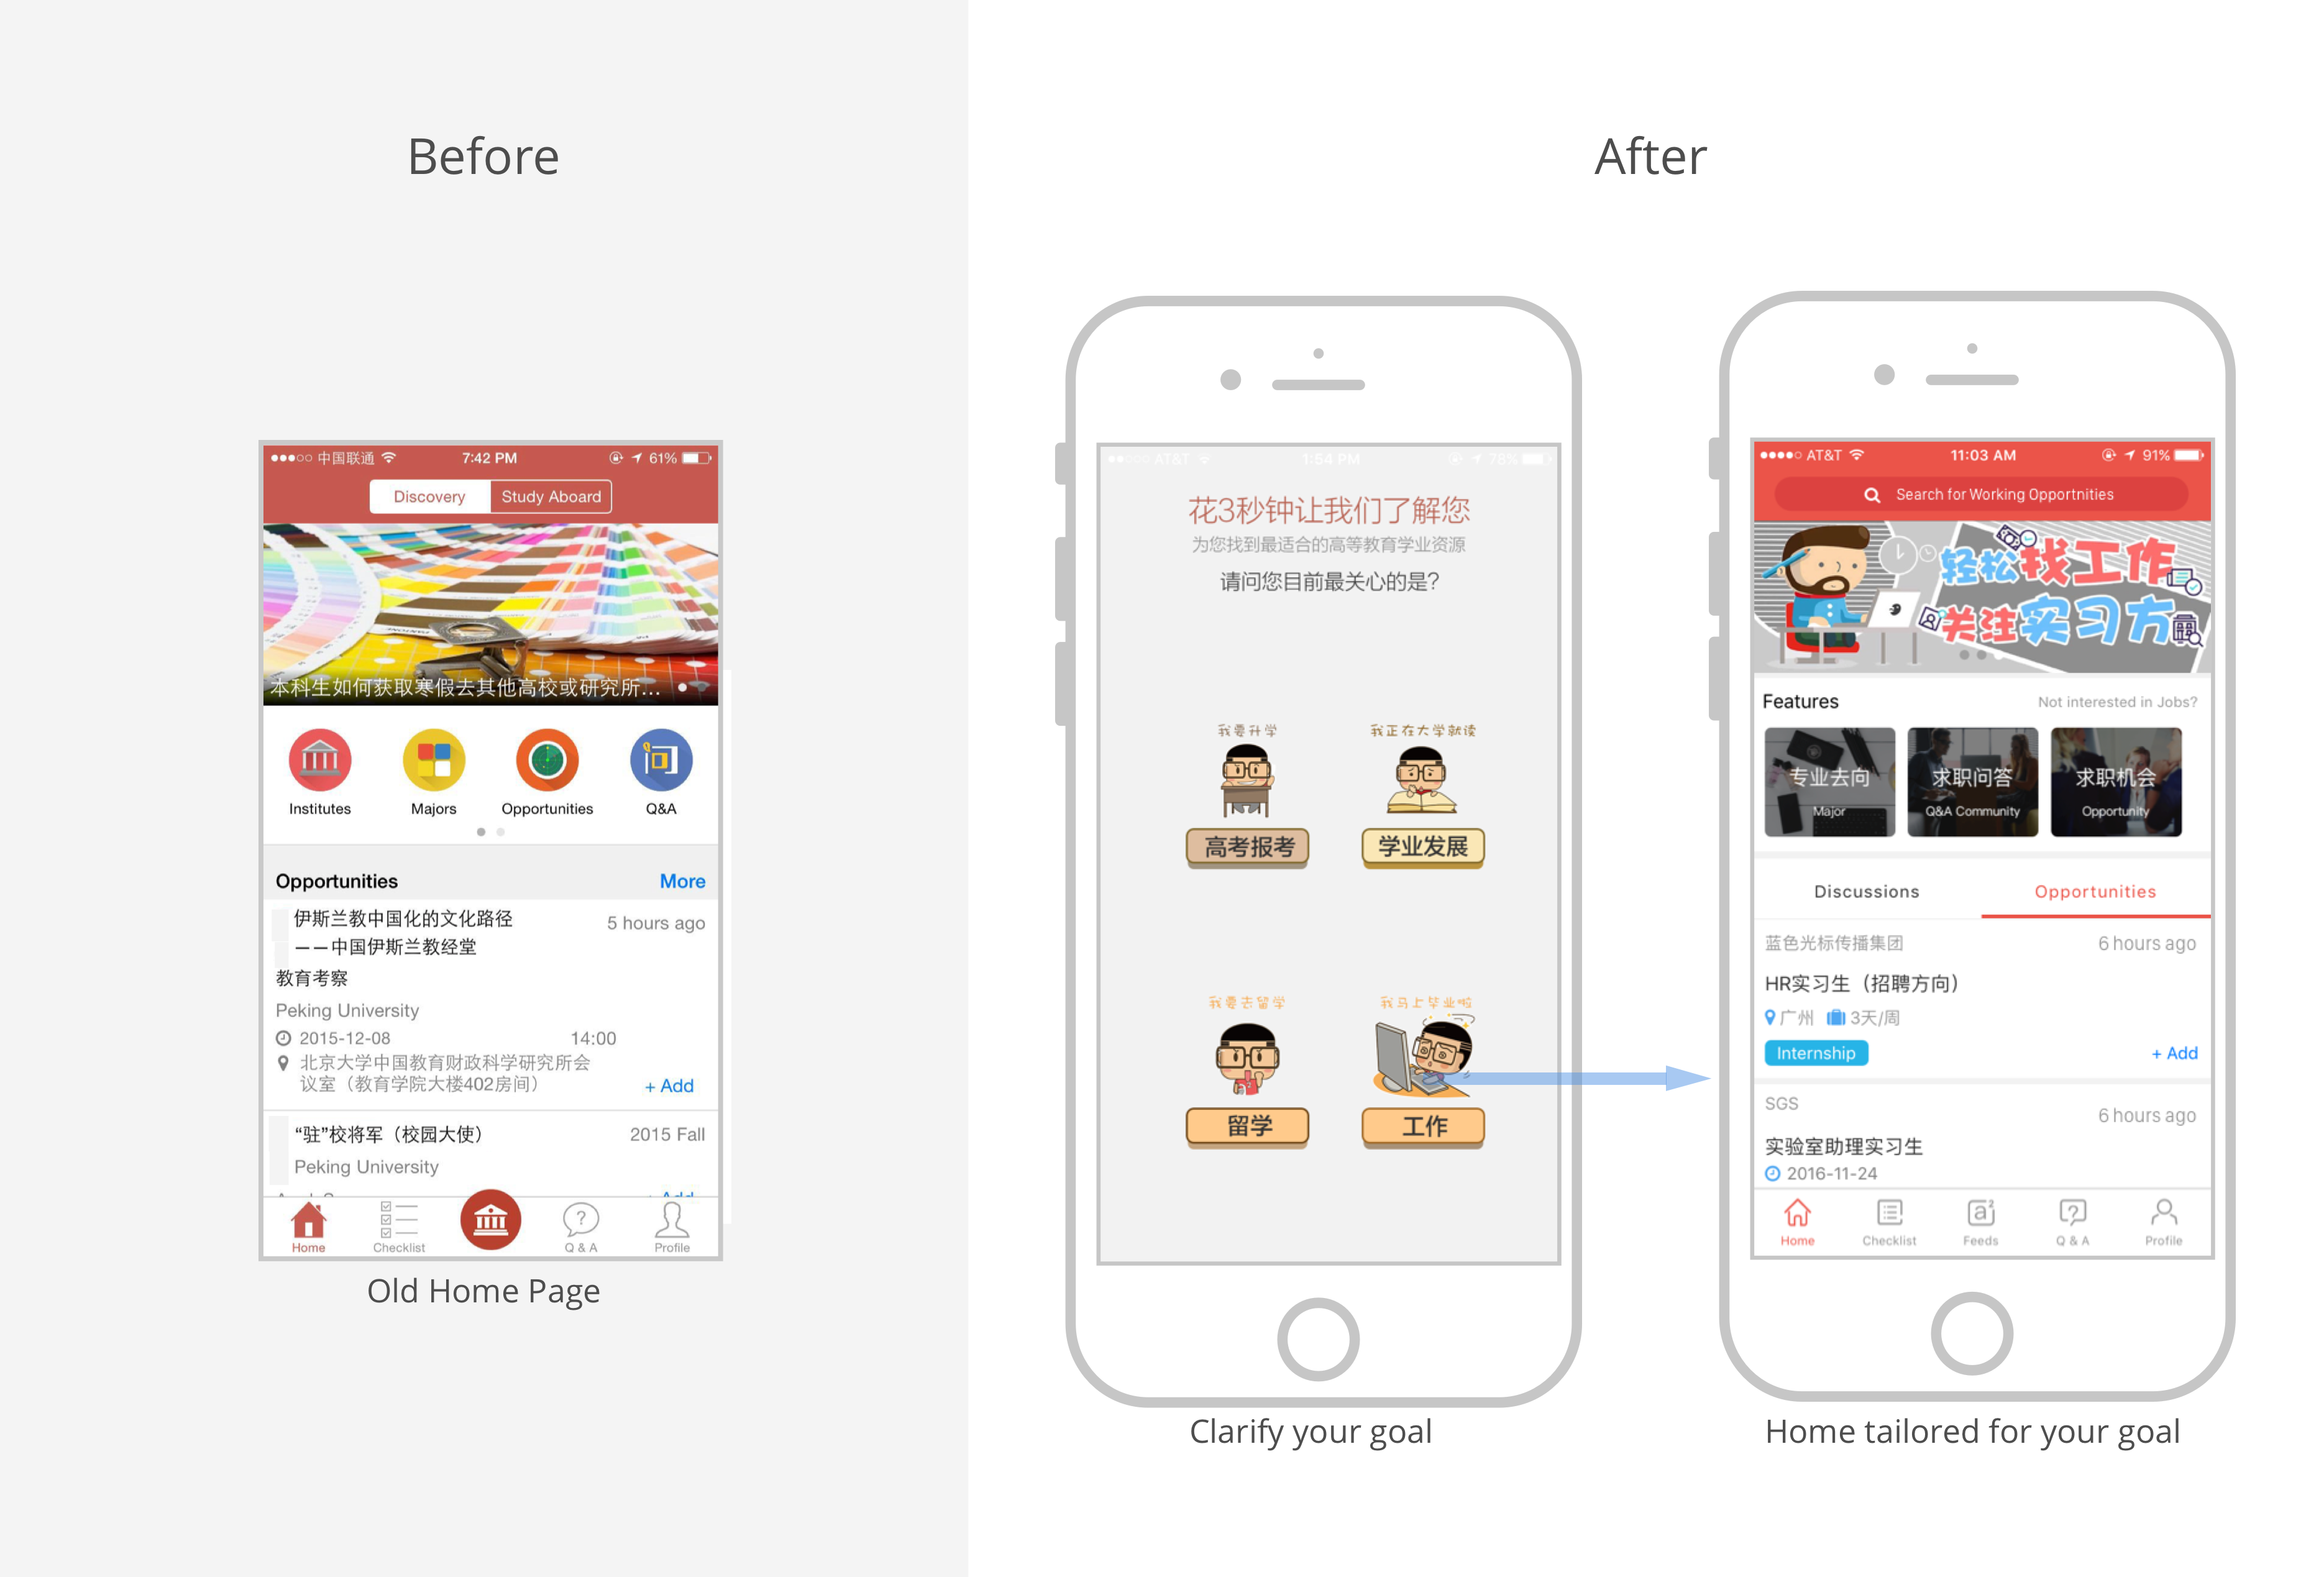 Before
After
中国联通 7:42 PM 61%
Discovery Study Aboard
本科生如何获取寒假去其他高校或研究所...
Institutes Majors Opportunities Q&A
Opportunities More
伊斯兰教中国化的文化路径 5 hours ago
——中国伊斯兰教经堂
教育考察
Peking University
2015-12-08 14:00
北京大学中国教育财政科学研究所会
议室（教育学院大楼402房间） + Add
“驻”校将军（校园大使） 2015 Fall
Peking University
Home Checklist Q & A Profile
Old Home Page
AT&T 1:54 PM 78%
花3秒钟让我们了解您
为您找到最适合的高等教育学业资源
请问您目前最关心的是?
我要升学 我正在大学就读
高考报考 学业发展
我要去留学 我马上毕业啦
留学 工作
Clarify your goal
AT&T 11:03 AM 91%
Search for Working Opportnities
轻松找工作
关注实习方
Features Not interested in Jobs?
专业去向 求职问答 求职机会
Major Q&A Community Opportunity
Discussions Opportunities
蓝色光标传播集团 6 hours ago
HR实习生（招聘方向）
广州 3天/周
Internship + Add
SGS 6 hours ago
实验室助理实习生
2016-11-24
Home Checklist Feeds Q & A Profile
Home tailored for your goal